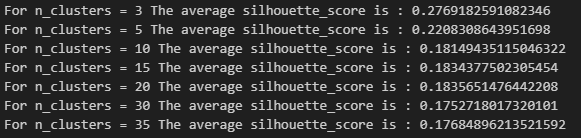 For n_clusters = 3 The average silhouette_score is : 0.2769182591082346
For n_clusters = 5 The average silhouette_score is : 0.2208308643951698
For n_clusters = 10 The average silhouette_score is : 0.18149435115046322
For n_clusters = 15 The average silhouette_score is : 0.1834377502305454
For n_clusters = 20 The average silhouette_score is : 0.1835651476442208
For n_clusters = 30 The average silhouette_score is : 0.1752718017320101
For n_clusters = 35 The average silhouette_score is : 0.17684896213521592